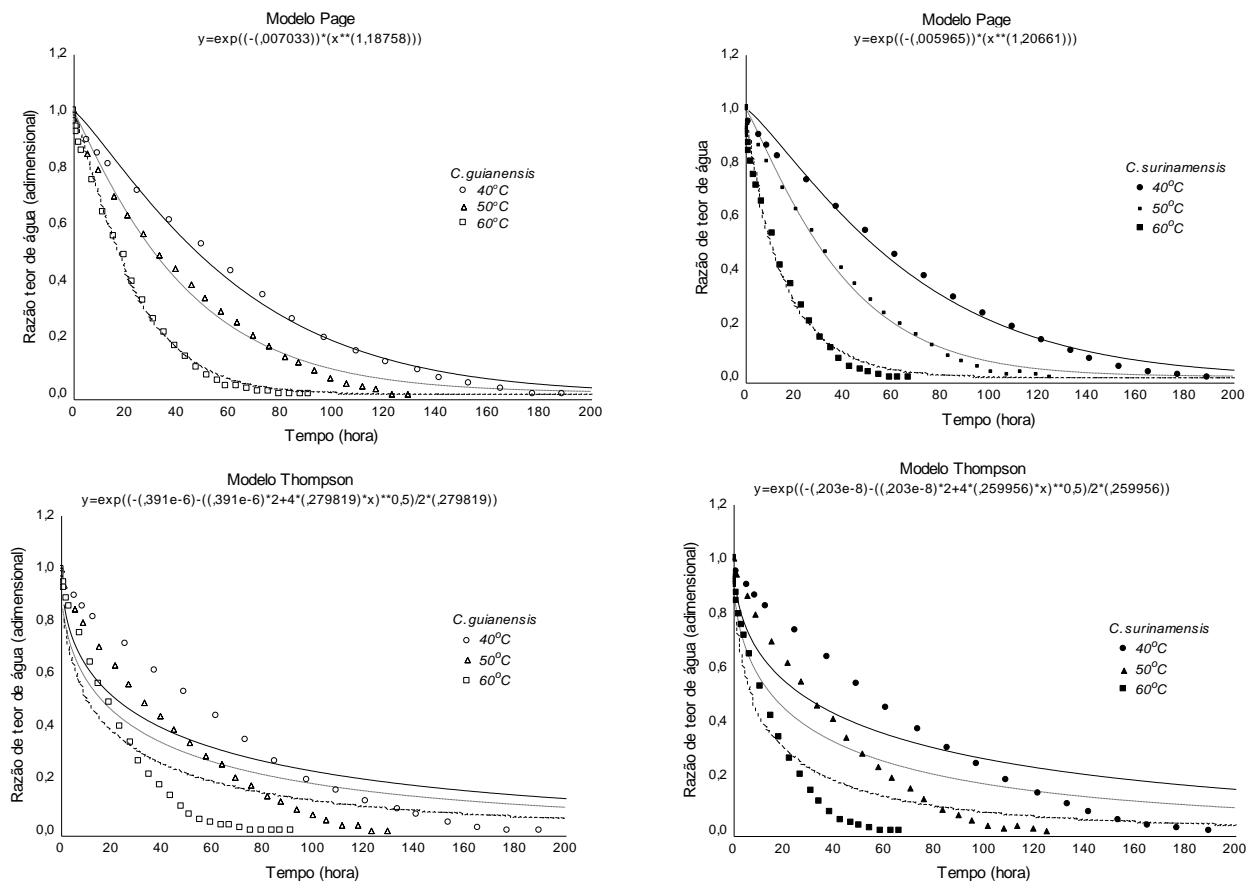 Modelo Page
y=exp((-(,007033))*(x**(1,18758)))
1,2
1,0
0,8
0,6
0,4
0,2
0,0
Razão teor de água (adimensional)
C. guianensis
40°C
50°C
60°C
0 20 40 60 80 100 120 140 160 180 200
Tempo (hora)
Modelo Page
y=exp((-(,005965))*(x**(1,20661)))
1,2
1,0
0,8
0,6
0,4
0,2
0,0
Razão de teor de água
C. surinamensis
40°C
50°C
60°C
0 20 40 60 80 100 120 140 160 180 200
Tempo (hora)
Modelo Thompson
y=exp((-(,391e-6)-((,391e-6)*2+4*(,279819)*x)**0,5)/2*(,279819))
1,2
1,0
0,8
0,6
0,4
0,2
0,0
Razão de teor de água (adimensional)
C. guianensis
40°C
50°C
60°C
0 20 40 60 80 100 120 140 160 180 200
Tempo (hora)
Modelo Thompson
y=exp((-(,203e-8)-((,203e-8)*2+4*(,259956)*x)**0,5)/2*(,259956))
1,2
1,0
0,8
0,6
0,4
0,2
0,0
Razão de teor de água (adimensional)
C. surinamensis
40°C
50°C
60°C
0 20 40 60 80 100 120 140 160 180 200
Tempo (hora)